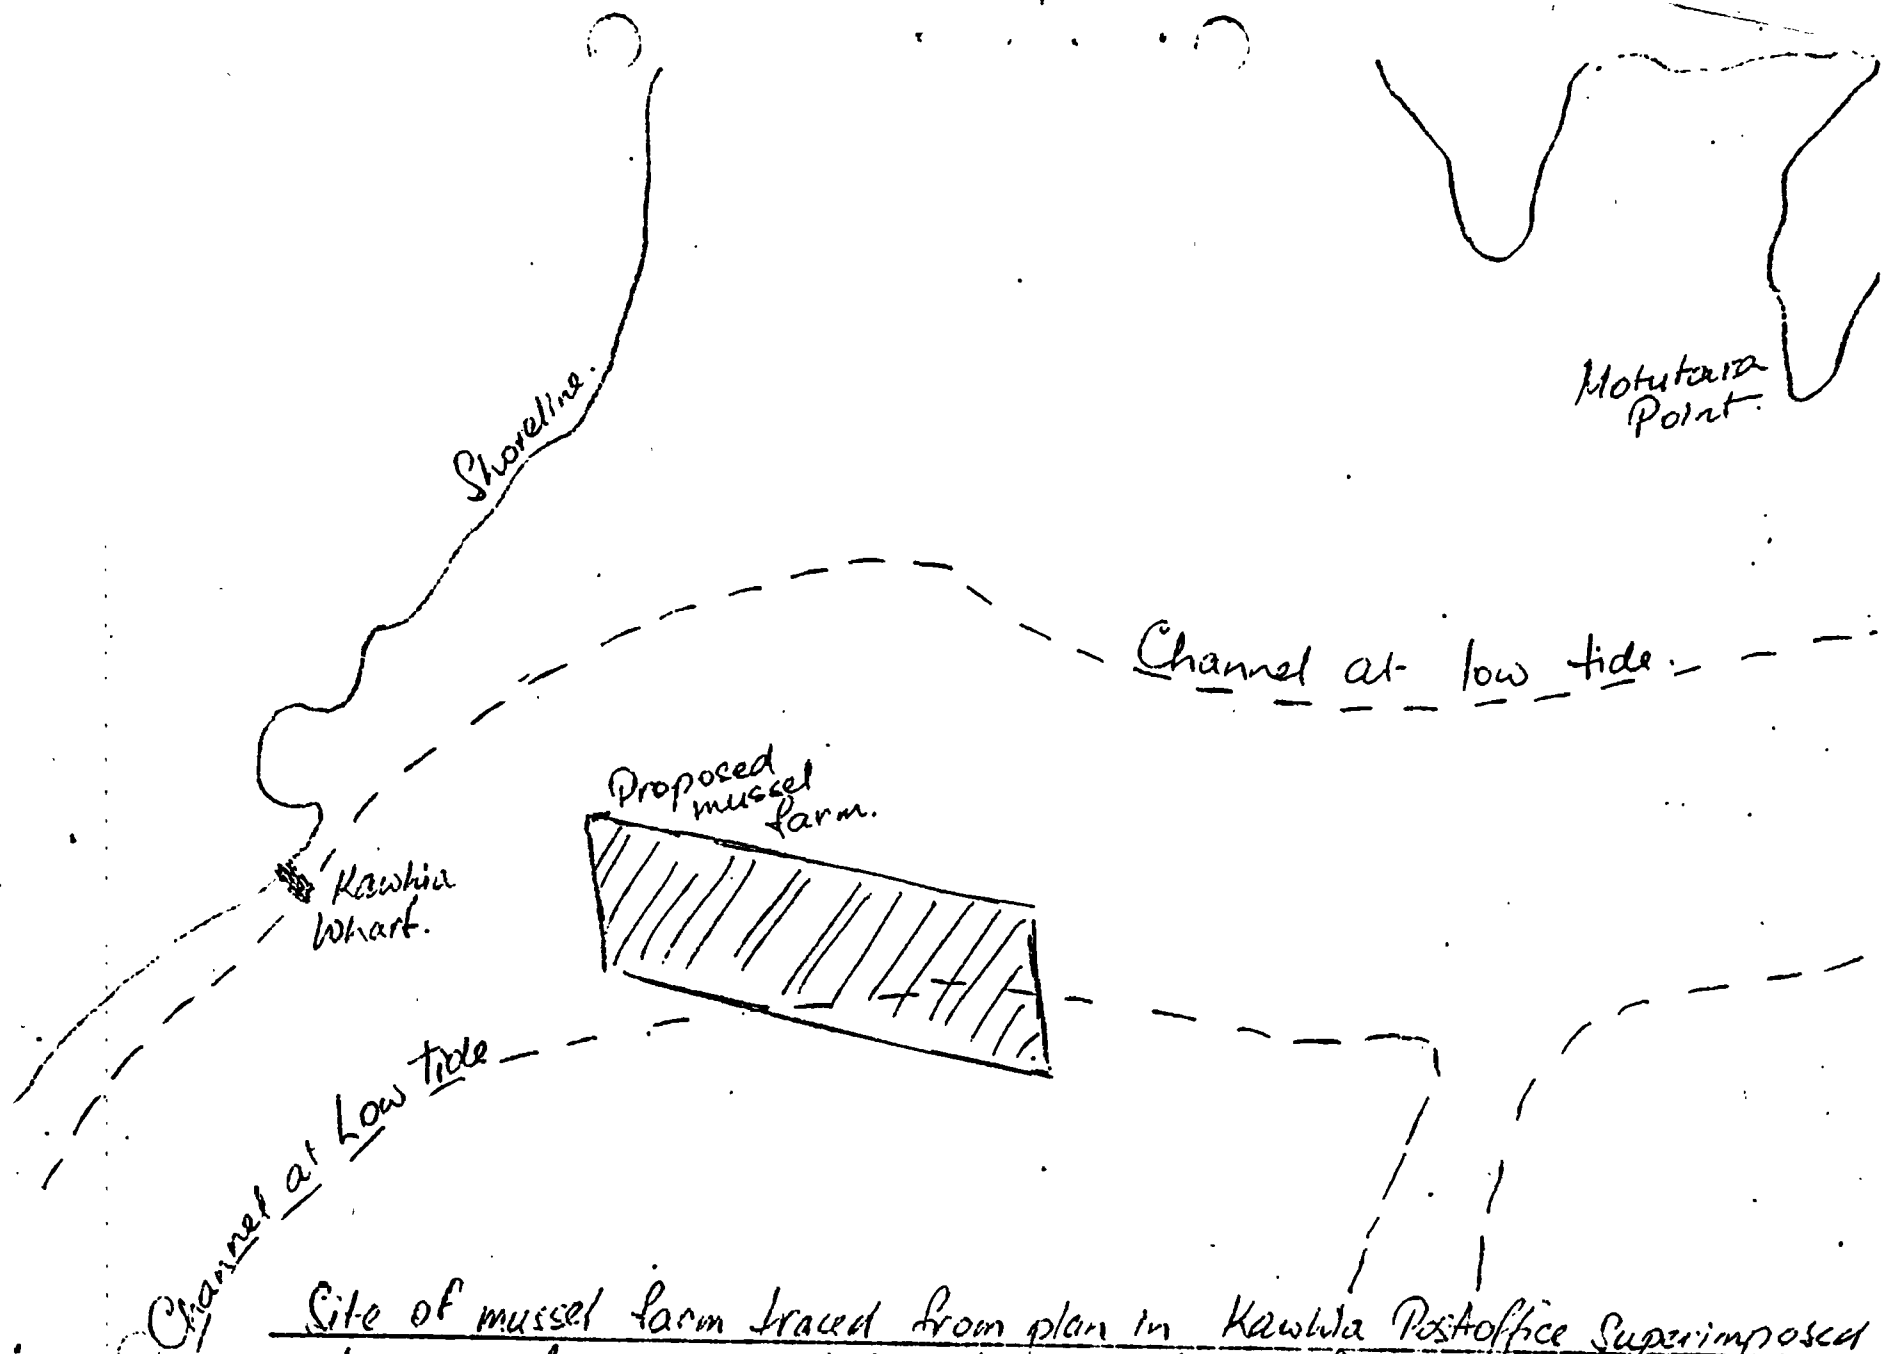 Shoreline.
Motutara
Point.
Channel at low tide.
Proposed
mussel
farm.
Kawhia
Wharf.
Channel at Low Tide
Site of mussel farm traced from plan in Kawhia Postoffice Superimposed